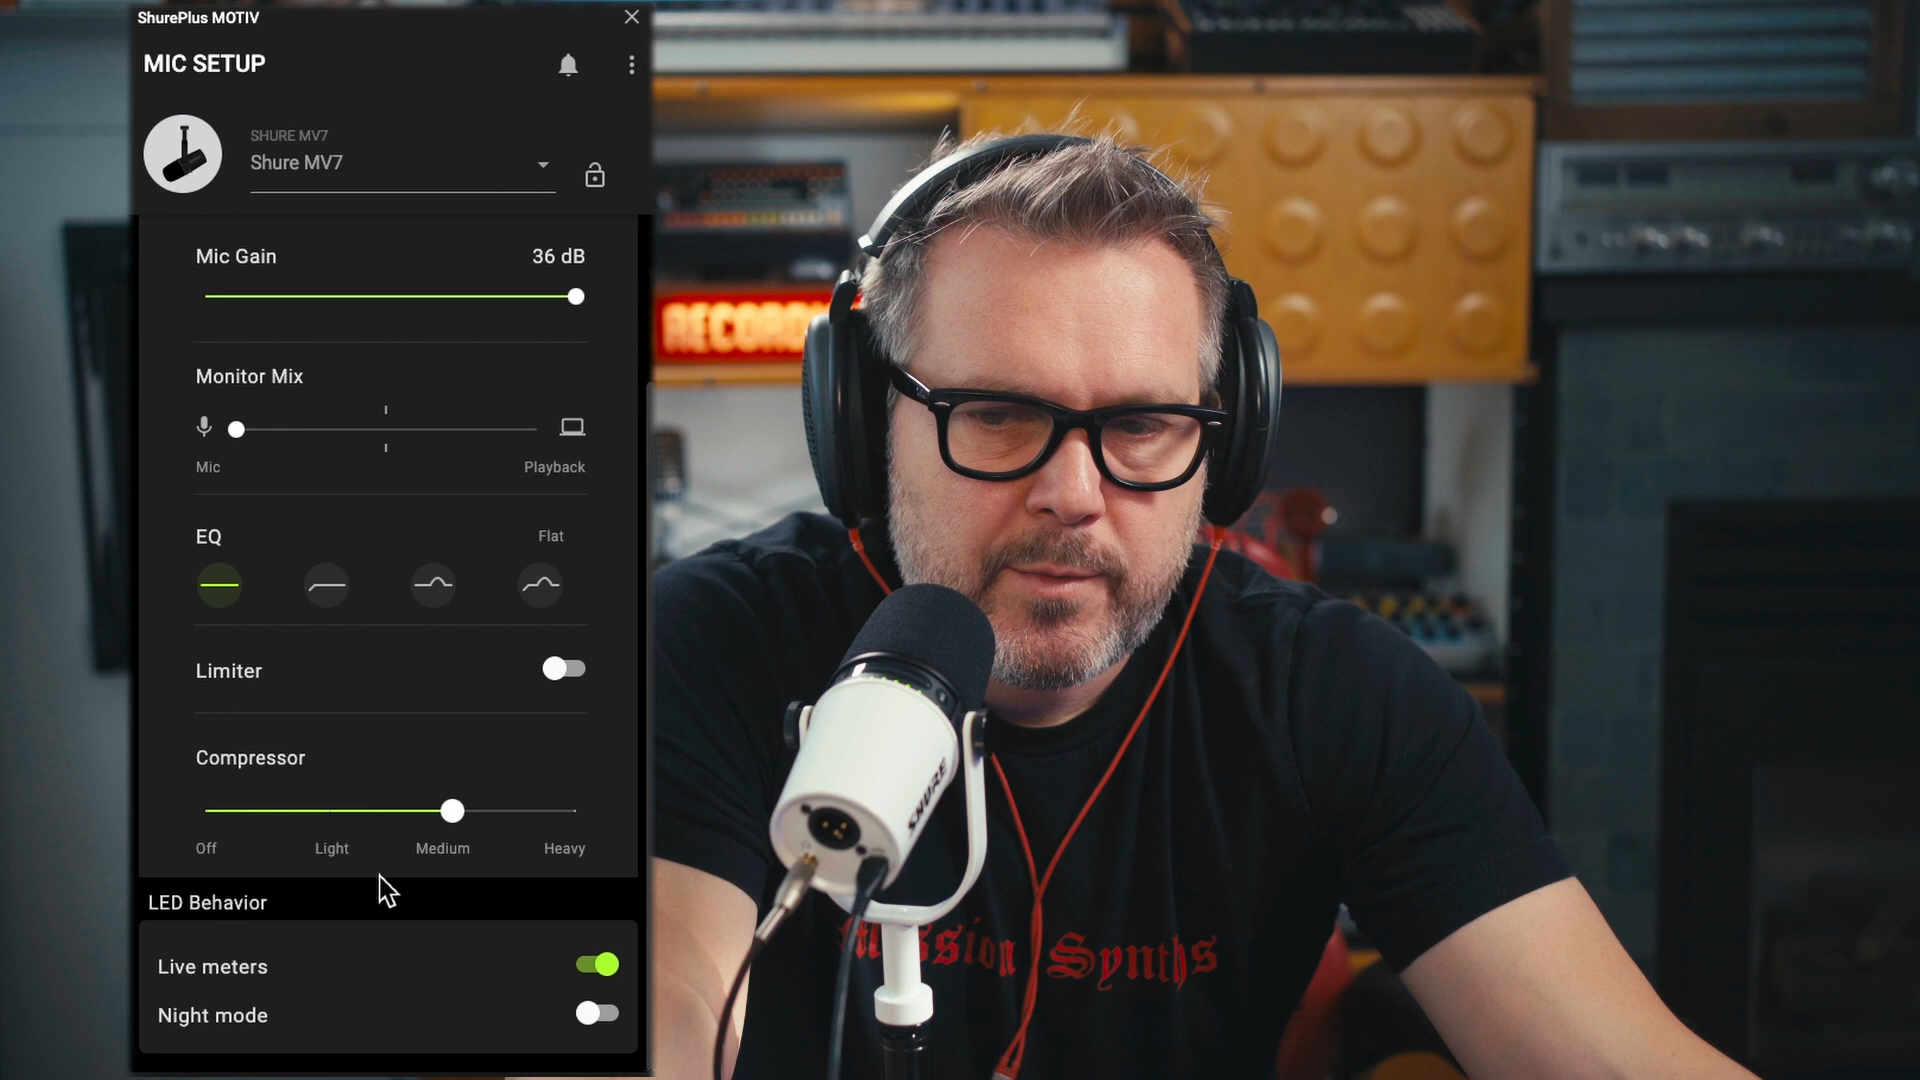 ShurePlus MOTIV
MIC SETUP
SHURE MV7
Shure MV7
Mic Gain 36 dB
Monitor Mix
Mic Playback
EQ Flat
Limiter
Compressor
Off Light Medium Heavy
LED Behavior
Live meters
Night mode
SHURE
Synths